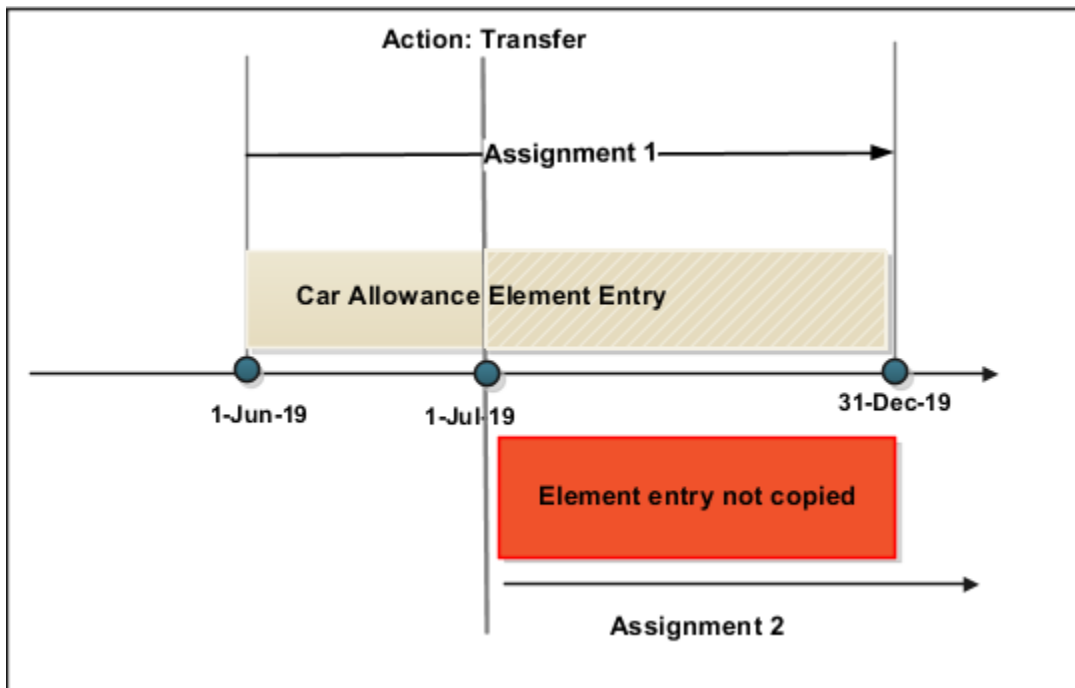 Action: Transfer
Assignment 1
Car Allowance Element Entry
1-Jun-19
1-Jul-19
31-Dec-19
Element entry not copied
Assignment 2